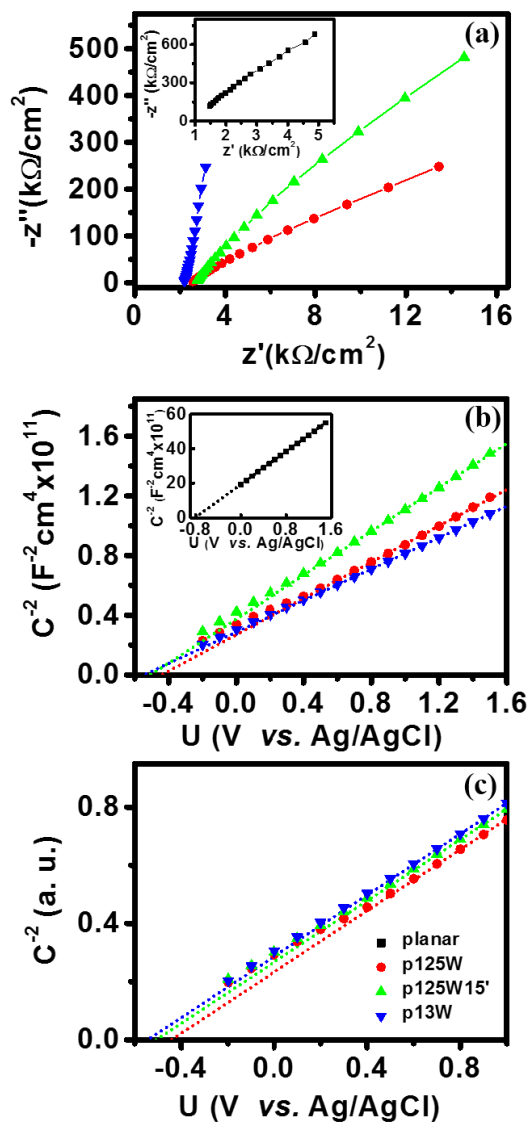 (a)
500
400
300
200
100
0
-z''(kΩ/cm²)
0 4 8 12 16
z'(kΩ/cm²)
600
300
0
-z'' (kΩ/cm²)
1 2 3 4 5
z' (kΩ/cm²)
(b)
1.6
1.2
0.8
0.4
0.0
C⁻² (F⁻²cm⁴x10¹¹)
-0.4 0.0 0.4 0.8 1.2 1.6
U (V vs. Ag/AgCl)
60
40
20
0
C⁻² (F⁻²cm⁴x10¹¹)
-0.8 0.0 0.8 1.6
U (V vs. Ag/AgCl)
(c)
0.8
0.4
0.0
C⁻² (a. u.)
planar
p125W
p125W15'
p13W
-0.4 0.0 0.4 0.8
U (V vs. Ag/AgCl)